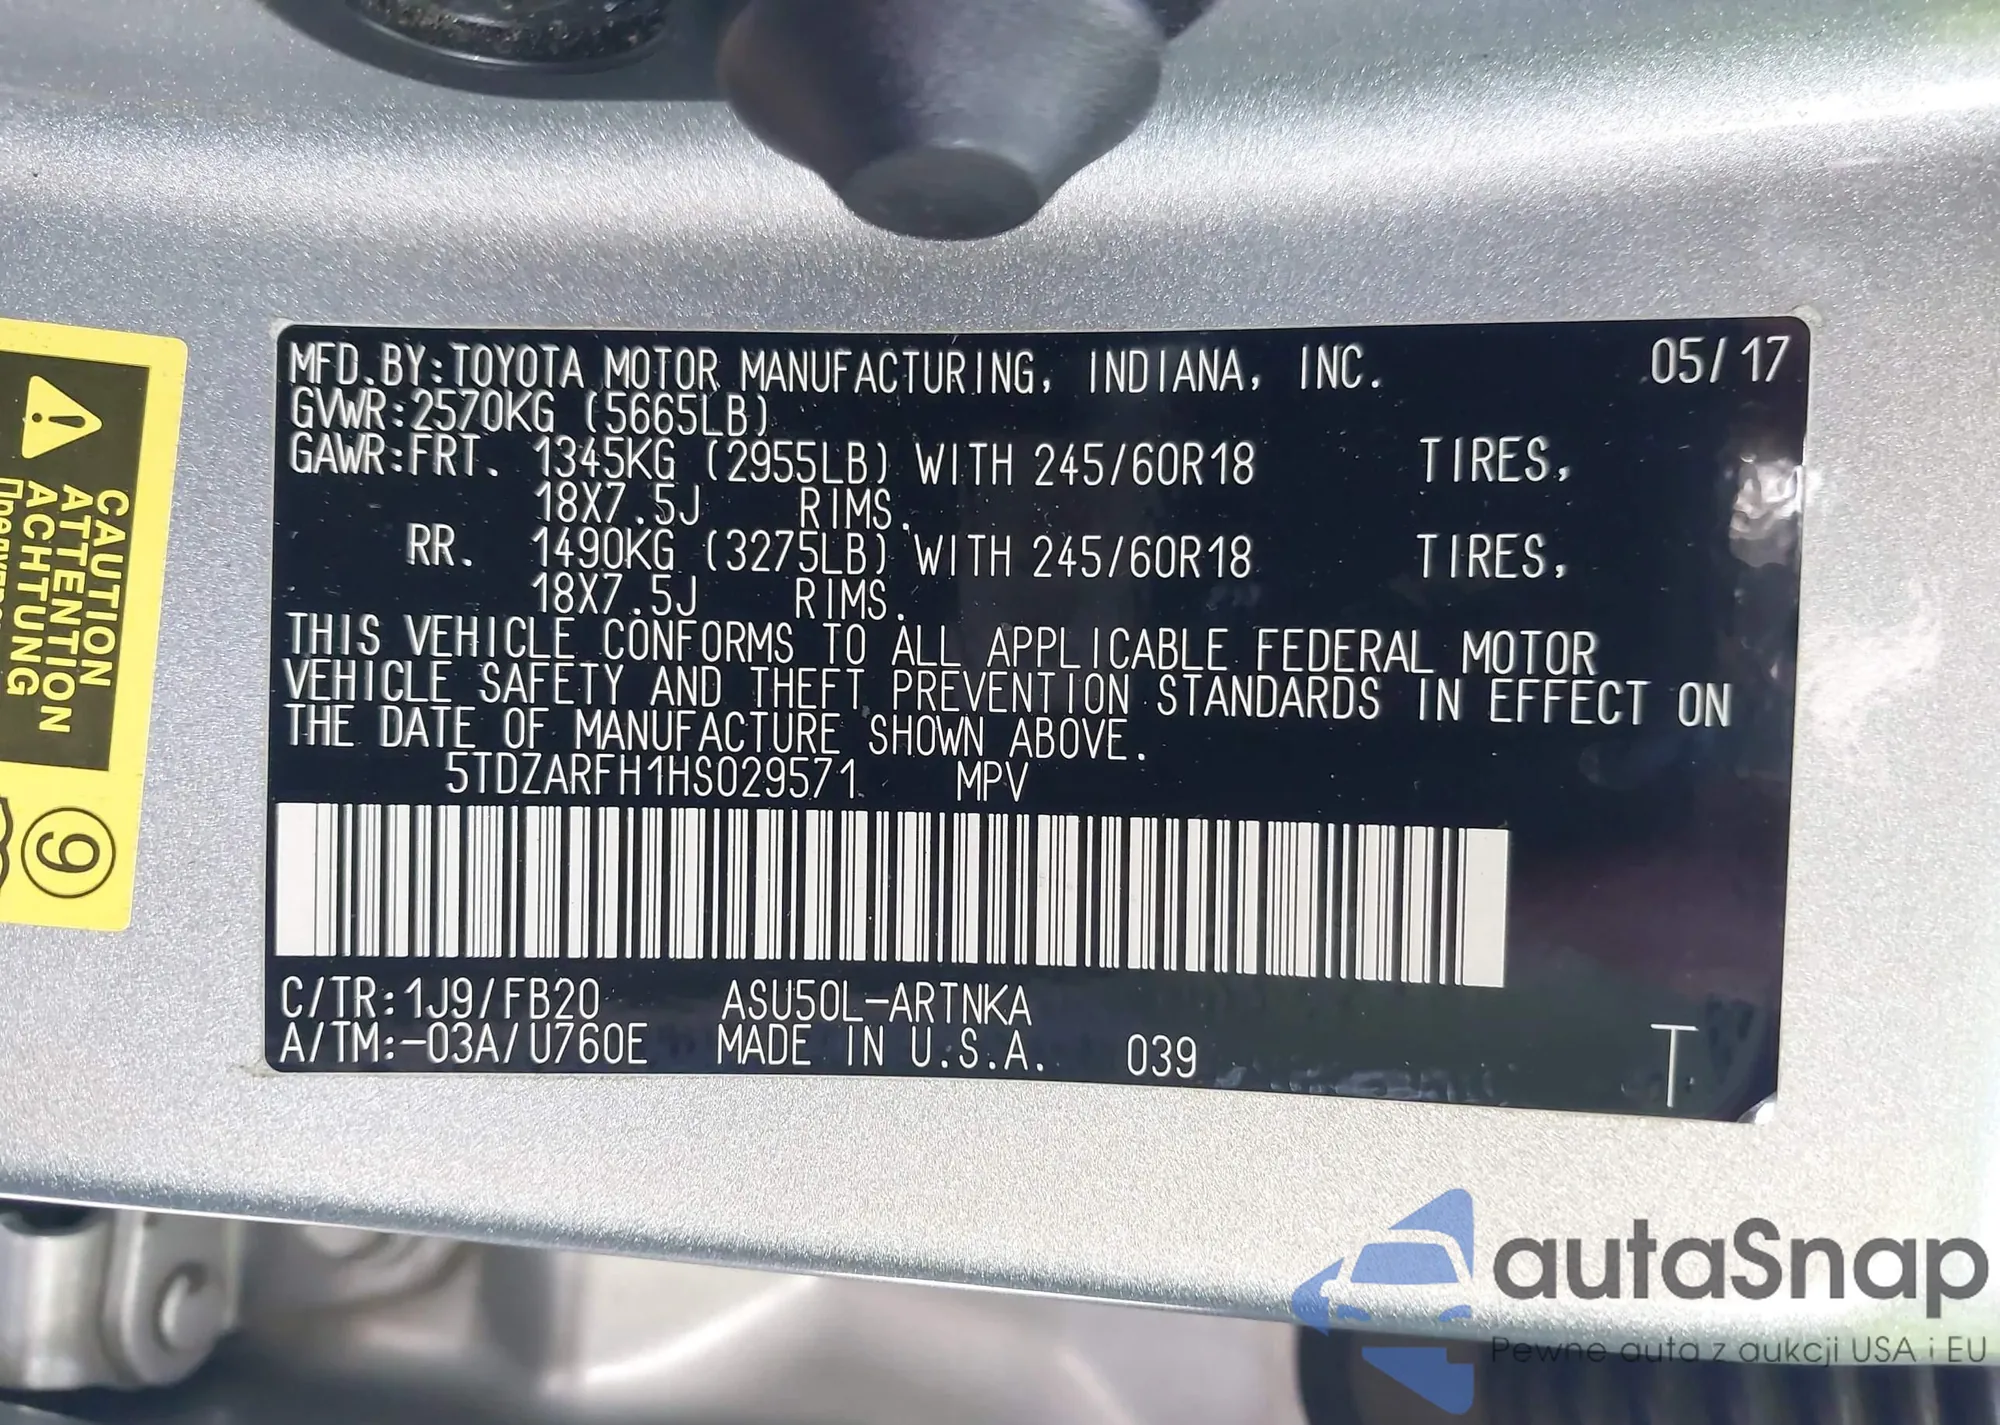 MFD.BY:TOYOTA MOTOR MANUFACTURING, INDIANA, INC. 05/17
GVWR:2570KG (5665LB)
GAWR:FRT. 1345KG (2955LB) WITH 245/60R18 TIRES,
18X7.5J RIMS.
RR. 1490KG (3275LB) WITH 245/60R18 TIRES,
18X7.5J RIMS.
THIS VEHICLE CONFORMS TO ALL APPLICABLE FEDERAL MOTOR
VEHICLE SAFETY AND THEFT PREVENTION STANDARDS IN EFFECT ON
THE DATE OF MANUFACTURE SHOWN ABOVE.
5TDZARFH1HS029571 MPV
C/TR:1J9/FB20 ASU50L-ARTNKA
A/TM:-03A/U760E MADE IN U.S.A. 039 T
CAUTION
ATTENTION
ACHTUNG
9
autaSnap
Pewne auta z aukcji USA i EU